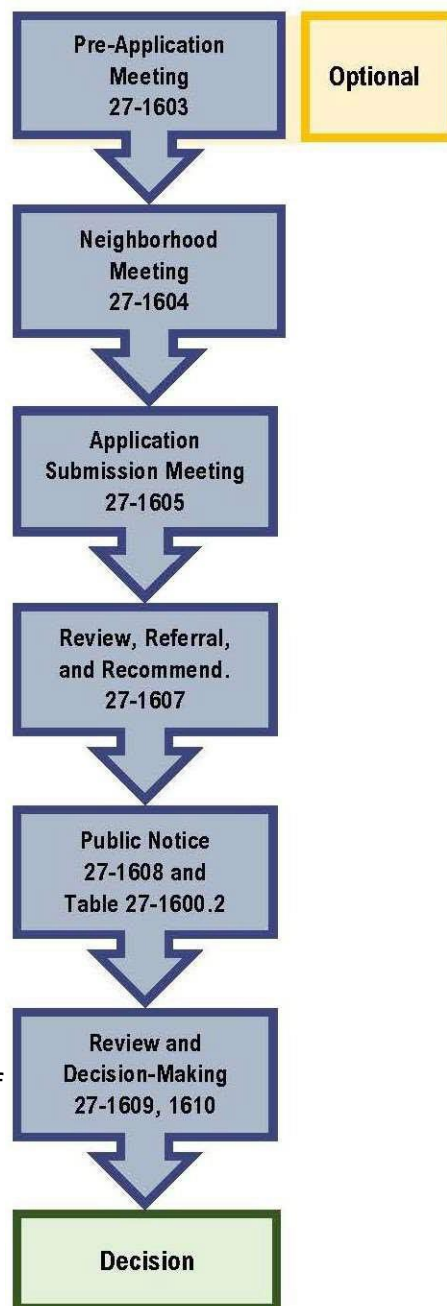 Pre-Application
Meeting
27-1603
Optional
Neighborhood
Meeting
27-1604
Application
Submission Meeting
27-1605
Review, Referral,
and Recommend.
27-1607
Public Notice
27-1608 and
Table 27-1600.2
Review and
Decision-Making
27-1609, 1610
Decision